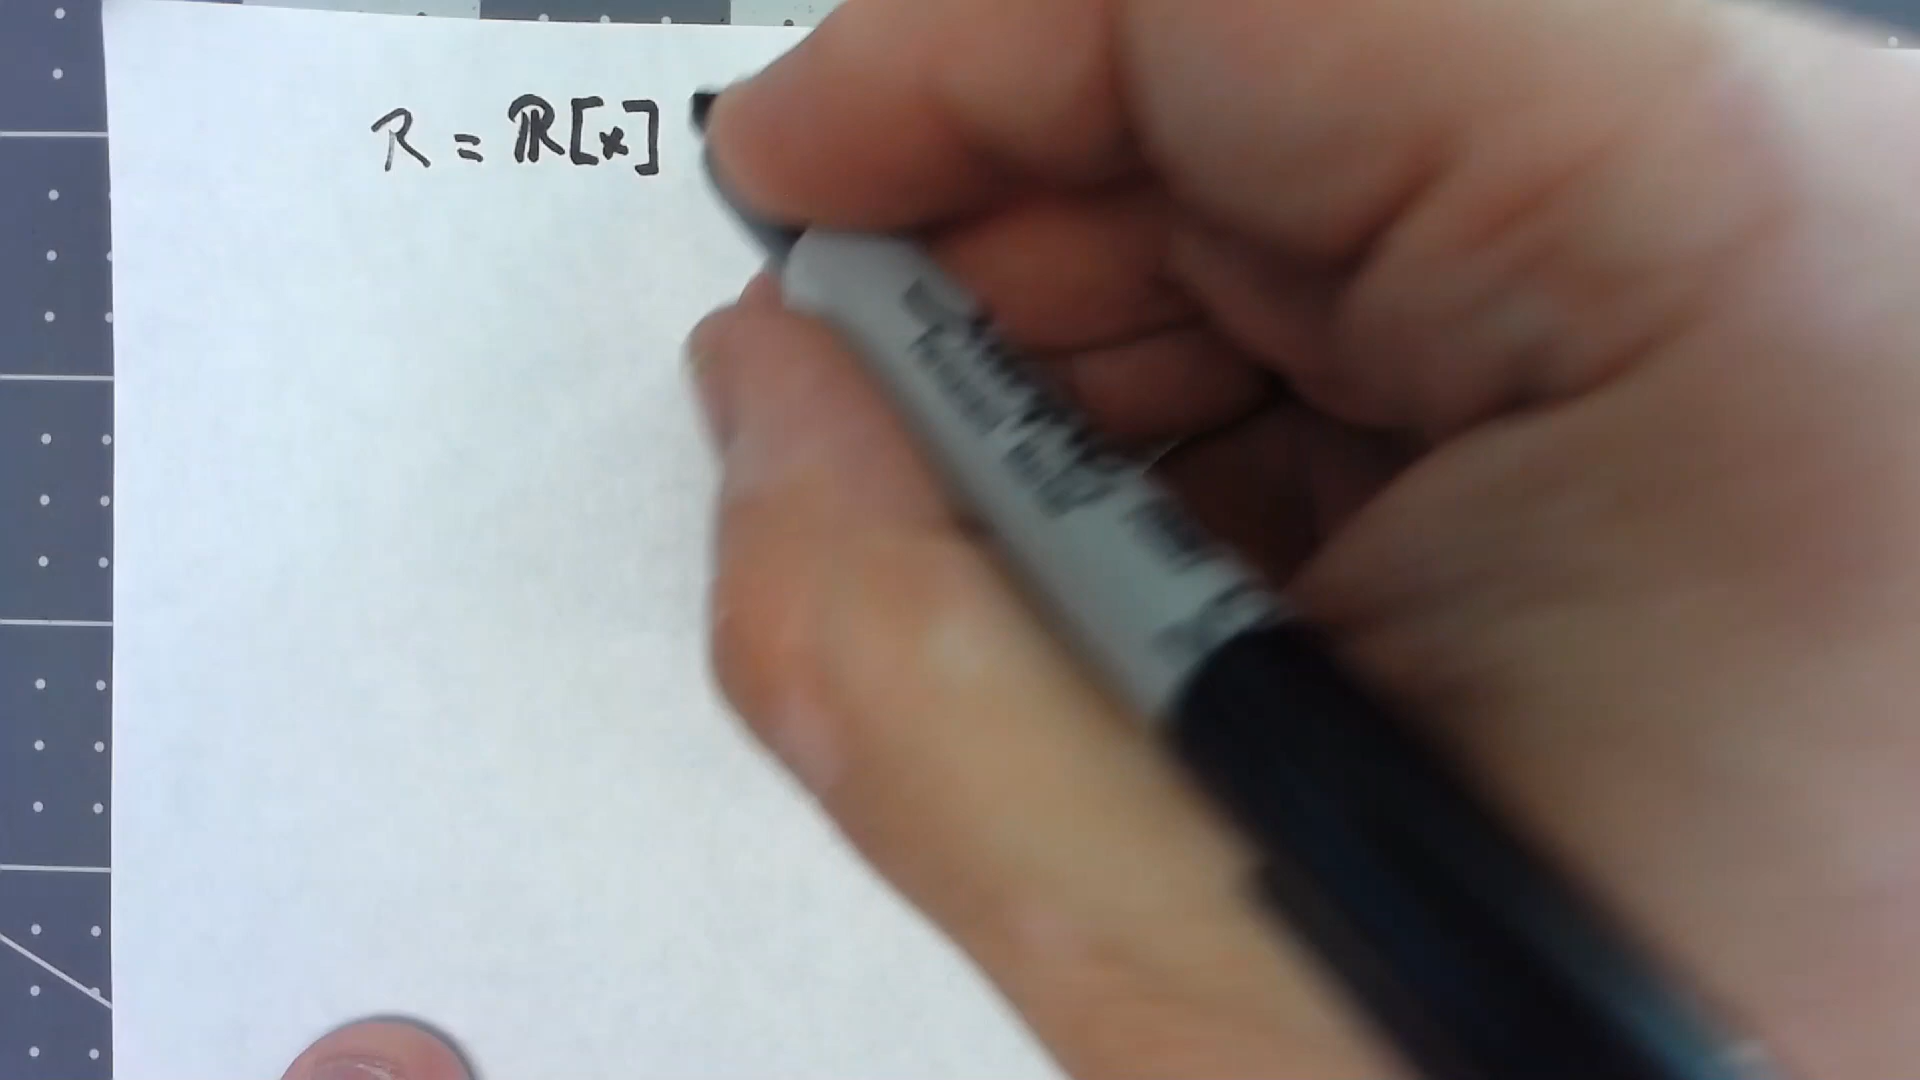 R = ℝ[x]